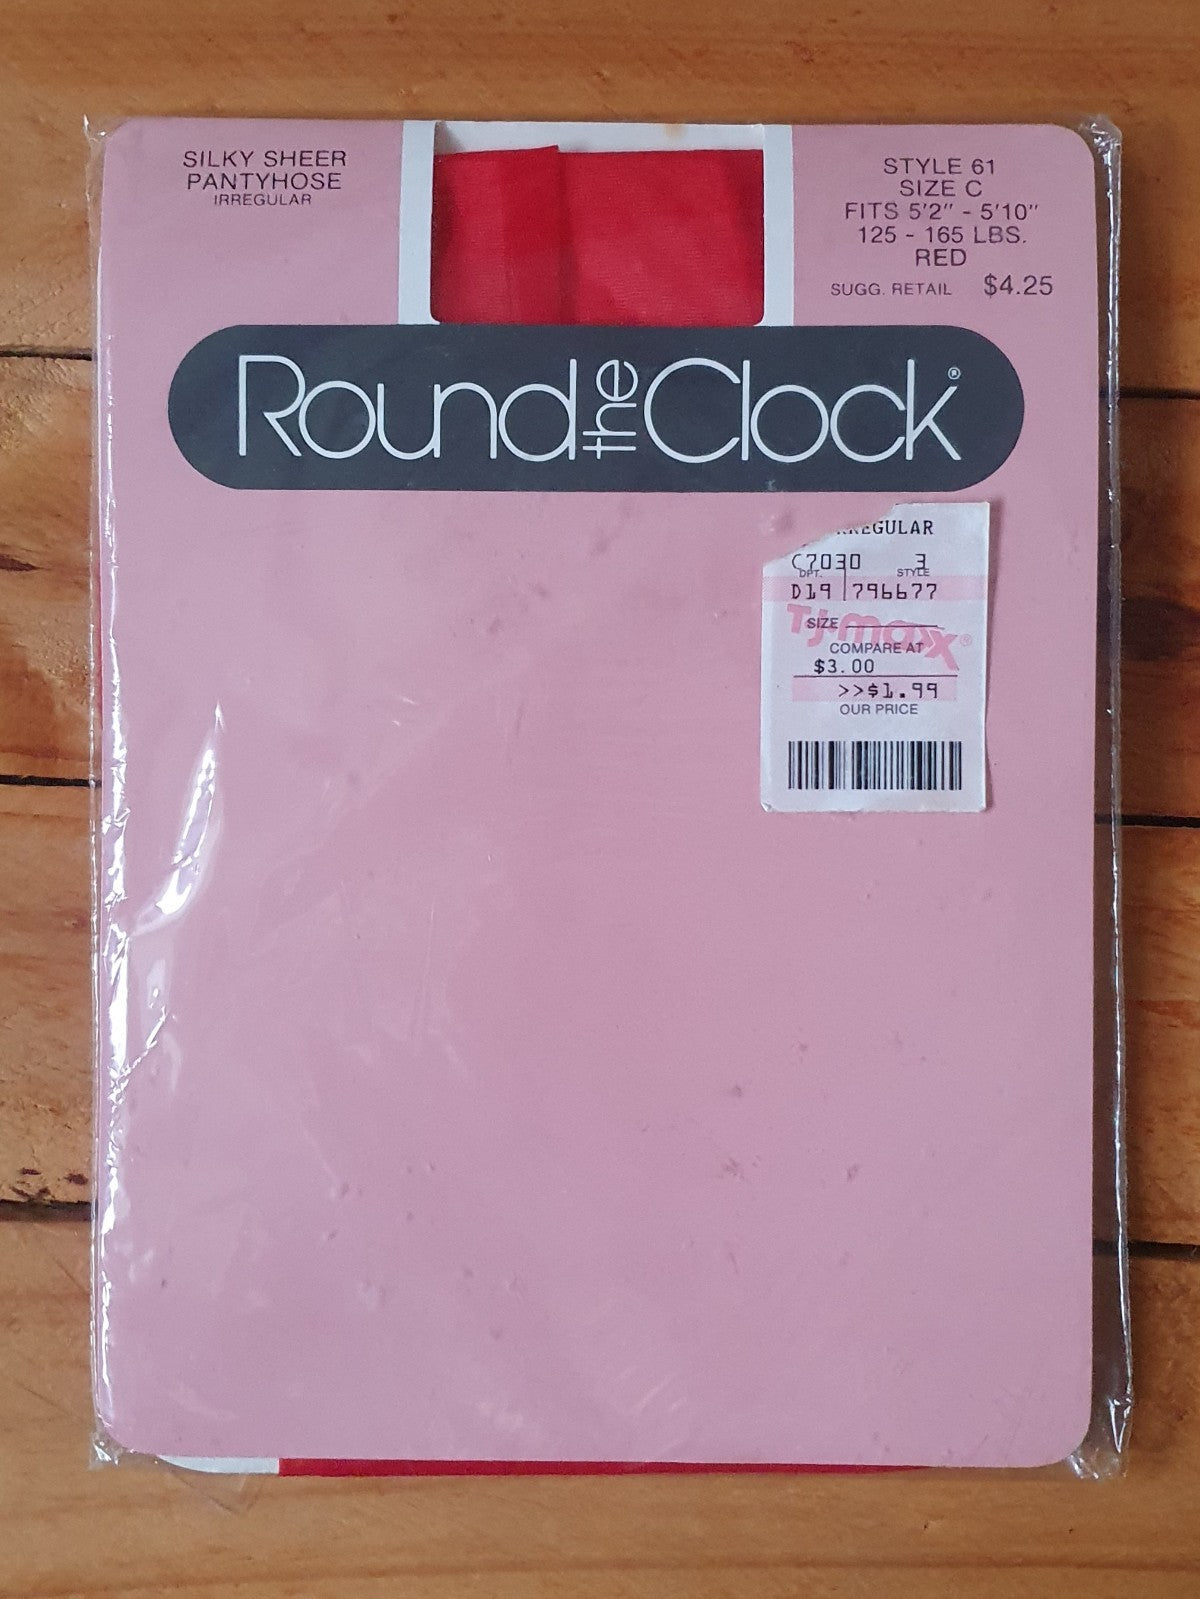 SILKY SHEER
PANTYHOSE
IRREGULAR
STYLE 61
SIZE C
FITS 5'2" - 5'10"
125 - 165 LBS.
RED
SUGG. RETAIL $4.25
Round the Clock®
C7030 3
DPT. STYLE
D19 796677
T.J.maxx®
SIZE
COMPARE AT
$3.00
>>$1.99
OUR PRICE